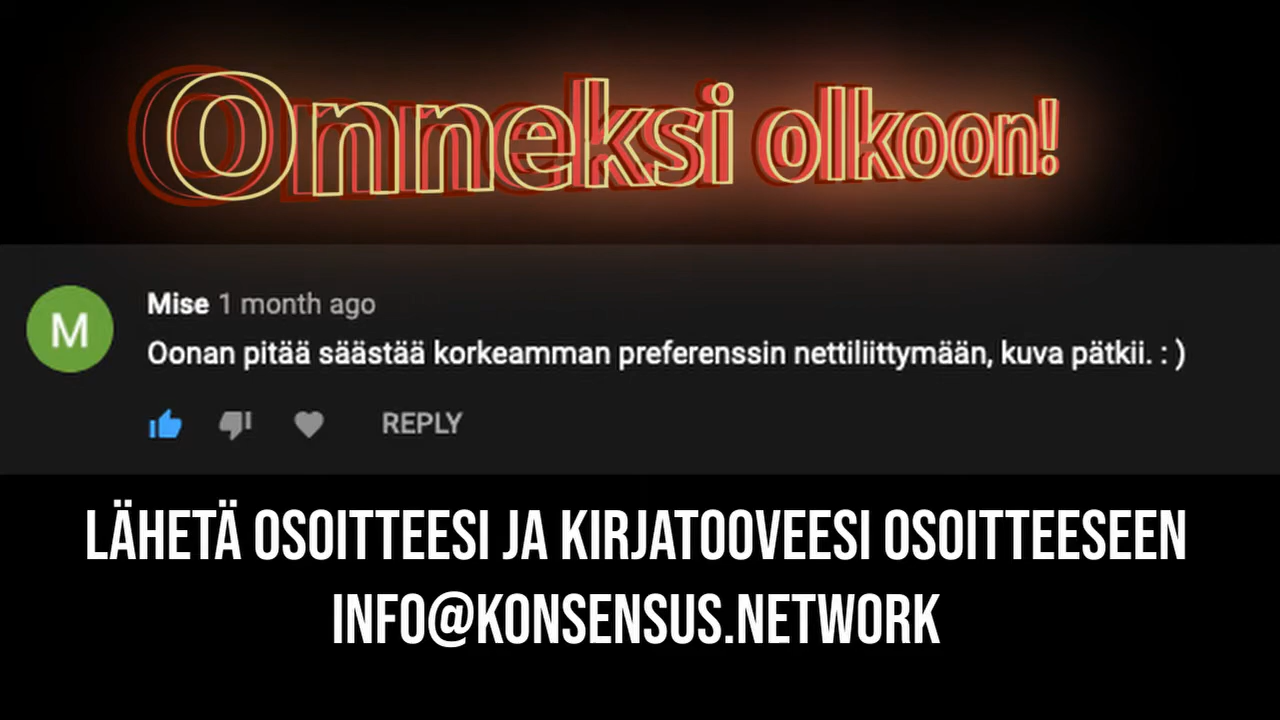 Onneksi olkoon!
M
Mise 1 month ago
Oonan pitää säästää korkeamman preferenssin nettiliittymään, kuva pätkii. : )
REPLY
LÄHETÄ OSOITTEESI JA KIRJATOOVEESI OSOITTEESEEN
INFO@KONSENSUS.NETWORK